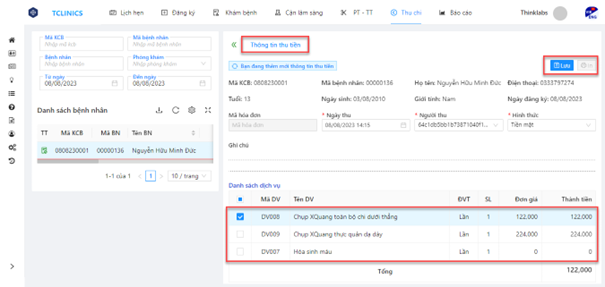 TCLINICS
Lịch hẹn
Đăng ký
Khám bệnh
Cận lâm sàng
PT - TT
Thu chi
Báo cáo
Thinklabs
Mã KCB
Nhập mã kcb
Mã bệnh nhân
Nhập mã bệnh nhân
Bệnh nhân
Nhập bệnh nhân
Phòng khám
Nhập phòng khám
Từ ngày
08/08/2023
Đến ngày
08/08/2023
Danh sách bệnh nhân
TT Mã KCB Mã BN Tên BN
0808230001 00000136 Nguyễn Hữu Minh Đức
1-1 của 1 < 1 > 10 / trang
Thông tin thu tiền
Lưu
Bạn đang thêm mới thông tin thu tiền
Mã KCB: 0808230001 Mã bệnh nhân: 00000136 Họ tên: Nguyễn Hữu Minh Đức Điện thoại: 0333797274
Tuổi: 13 Ngày sinh: 08/08/2010 Giới tính: Nam Ngày đăng ký: 08/08/2023
Mã hóa đơn * Ngày thu * Người thu * Hình thức
Mã hóa đơn 08/08/2023 14:15 Tiền mặt
Ghi chú
Danh sách dịch vụ
Mã DV Tên DV ĐVT SL Đơn giá Thành tiền
DV008 Chụp XQuang toàn bộ chi dưới thẳng Lần 1 122,000 122,000
DV009 Chụp XQuang thực quản dạ dày Lần 1 224,000 224,000
DV007 Hóa sinh máu Lần 1 0 0
Tổng 122,000